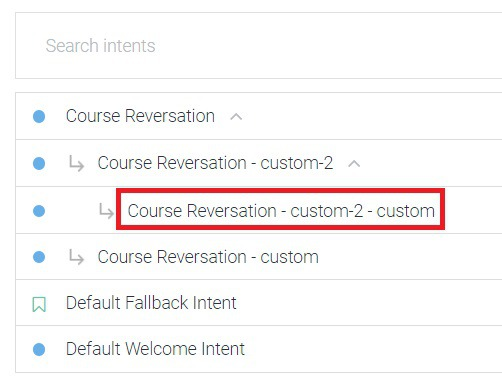 Search intents
Course Reversation
Course Reversation - custom-2
Course Reversation - custom-2 - custom
Course Reversation - custom
Default Fallback Intent
Default Welcome Intent